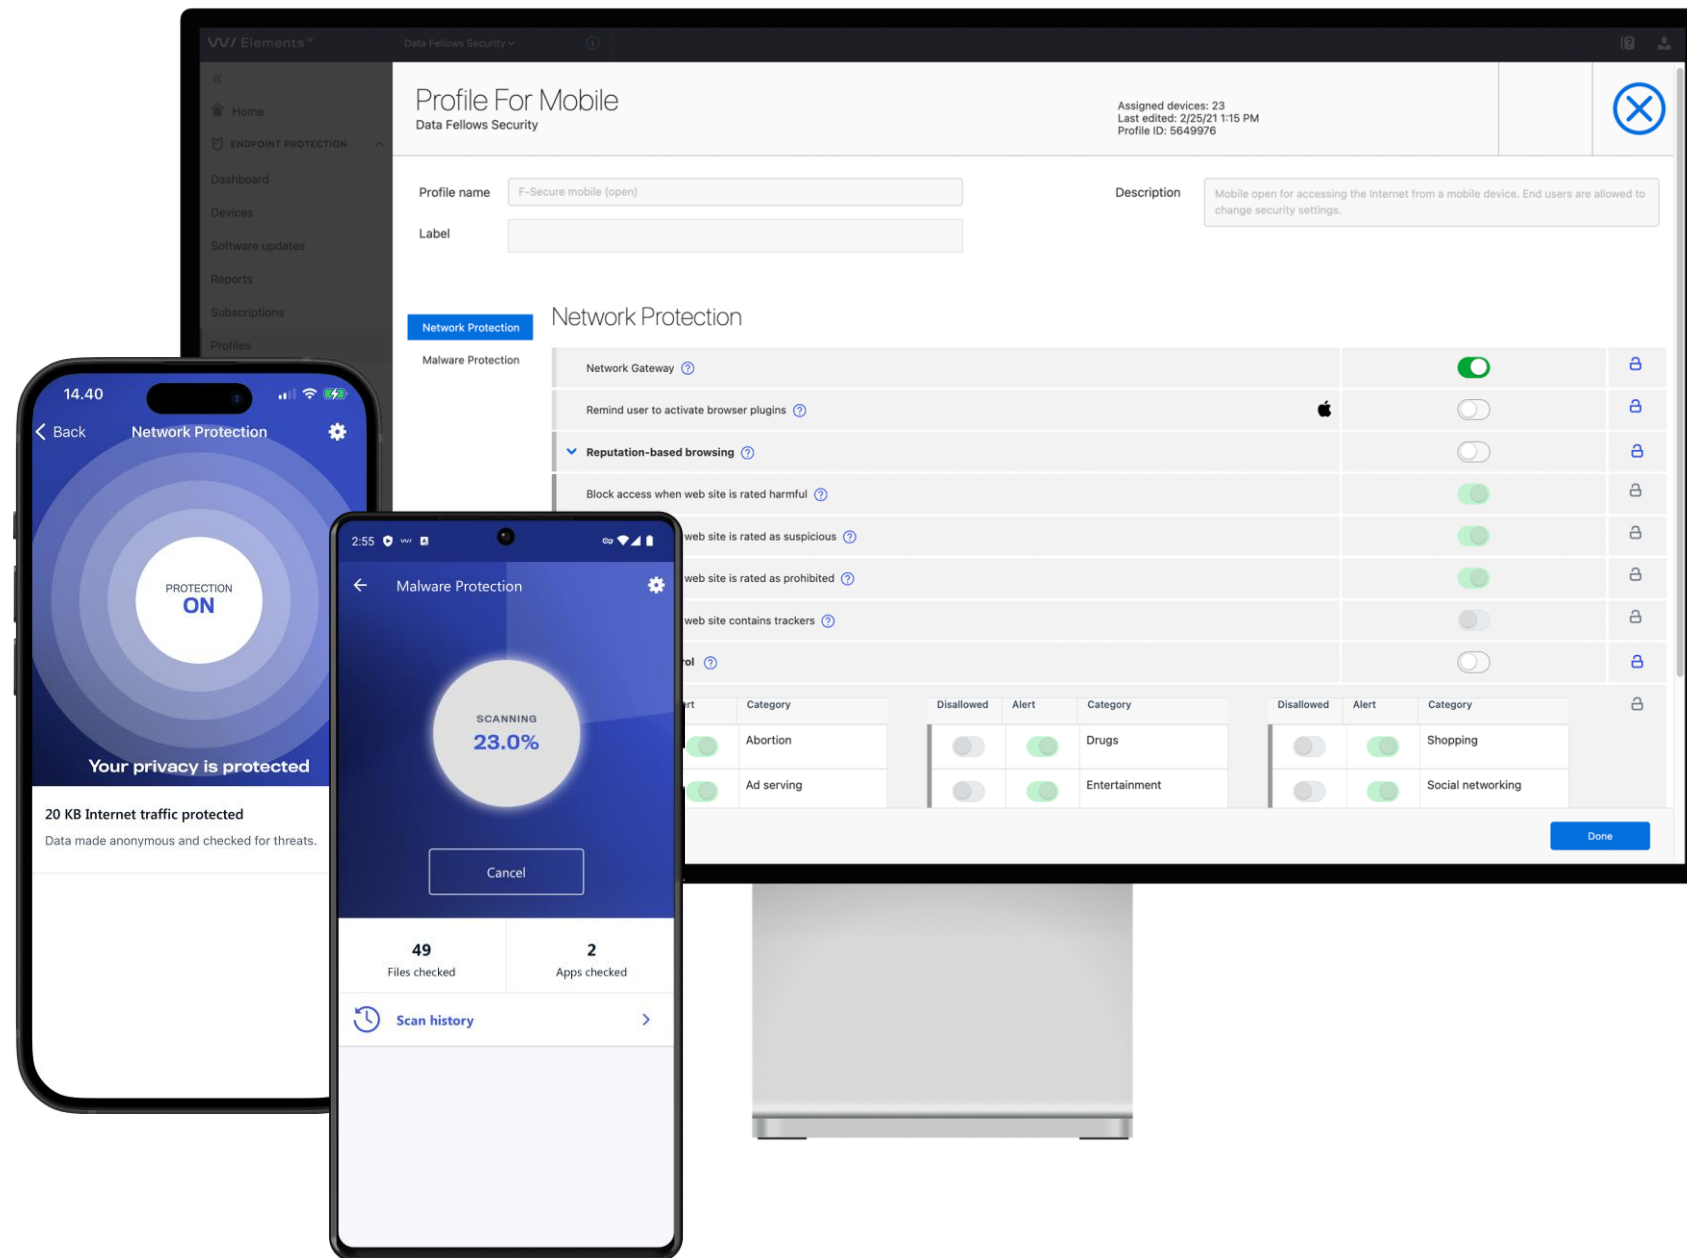 Elements™
Data Fellows Security
Home
ENDPOINT PROTECTION
Dashboard
Devices
Software updates
Reports
Subscriptions
Profiles
Profile For Mobile
Data Fellows Security
Assigned devices: 23
Last edited: 2/25/21 1:15 PM
Profile ID: 5649976
Profile name
F-Secure mobile (open)
Label
Description
Mobile open for accessing the Internet from a mobile device. End users are allowed to
change security settings.
Network Protection
Malware Protection
Network Protection
Network Gateway
Remind user to activate browser plugins
Reputation-based browsing
Block access when web site is rated harmful
web site is rated as suspicious
web site is rated as prohibited
web site contains trackers
Category
Disallowed Alert Category
Disallowed Alert Category
Abortion
Drugs
Shopping
Ad serving
Entertainment
Social networking
Done
14.40
Back Network Protection
PROTECTION
ON
Your privacy is protected
20 KB Internet traffic protected
Data made anonymous and checked for threats.
2:55
Malware Protection
SCANNING
23.0%
Cancel
49
Files checked
2
Apps checked
Scan history